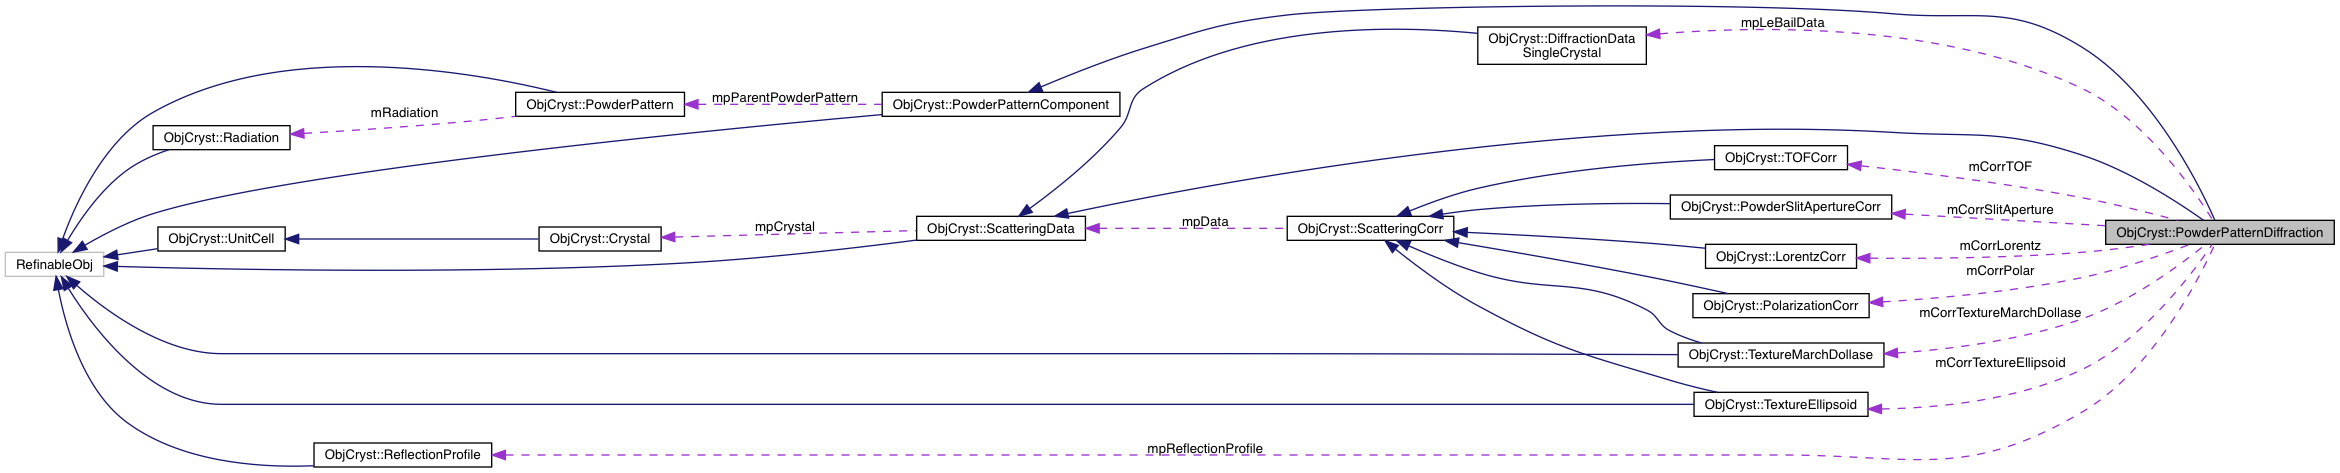 mpLeBailData
ObjCryst::DiffractionData
SingleCrystal
ObjCryst::PowderPattern
mpParentPowderPattern
ObjCryst::PowderPatternComponent
mRadiation
ObjCryst::Radiation
ObjCryst::TOFCorr
mCorrTOF
ObjCryst::PowderSlitApertureCorr
mCorrSlitAperture
ObjCryst::UnitCell
ObjCryst::Crystal
mpCrystal
ObjCryst::ScatteringData
mpData
ObjCryst::ScatteringCorr
ObjCryst::PowderPatternDiffraction
RefinableObj
ObjCryst::LorentzCorr
mCorrLorentz
mCorrPolar
ObjCryst::PolarizationCorr
mCorrTextureMarchDollase
ObjCryst::TextureMarchDollase
mCorrTextureEllipsoid
ObjCryst::TextureEllipsoid
ObjCryst::ReflectionProfile
mpReflectionProfile